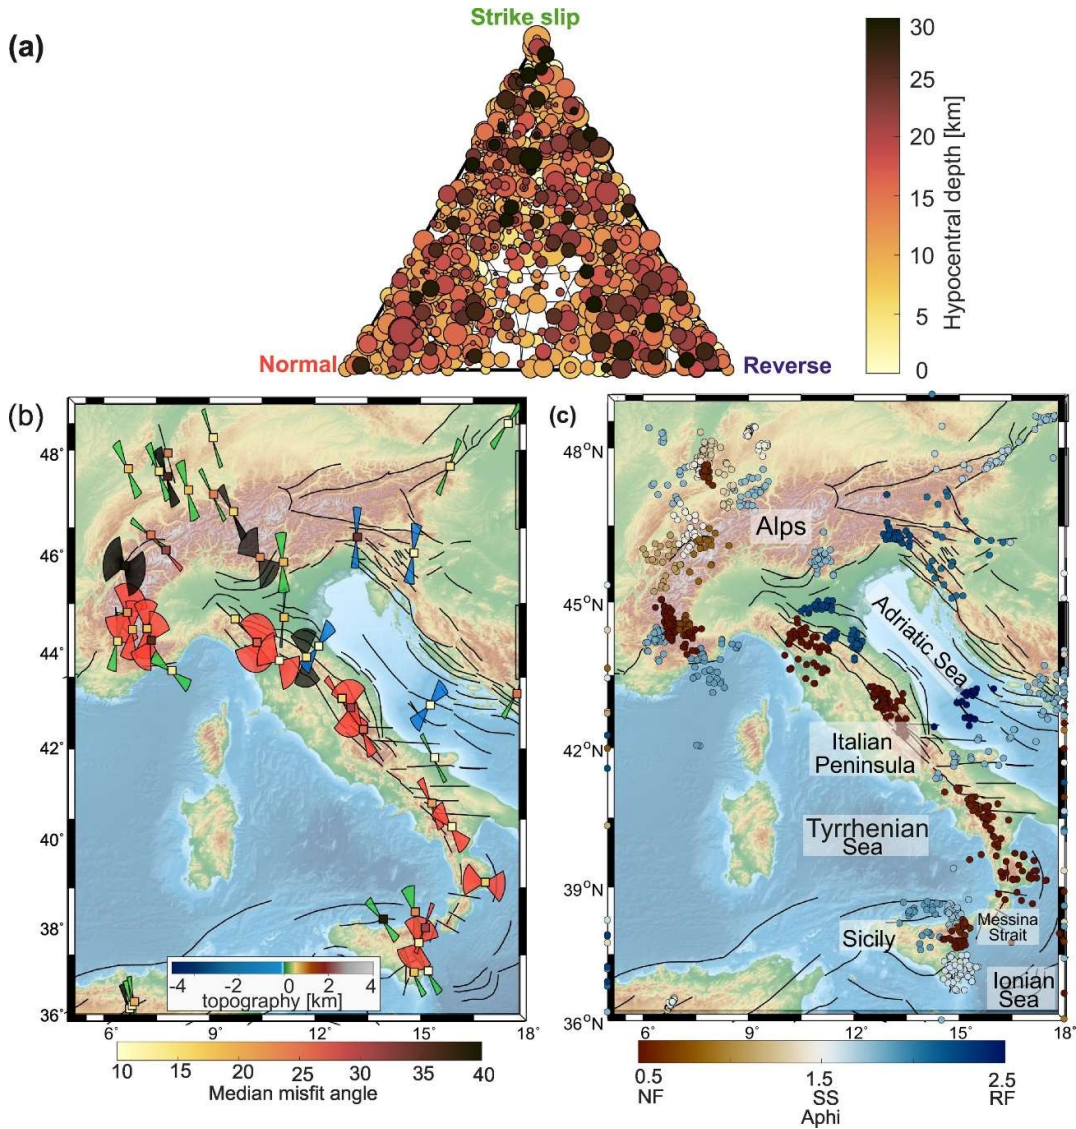 (a)
Strike slip
Normal
Reverse
30
25
20
15
10
5
0
Hypocentral depth [km]
(b)
48°
46°
44°
42°
40°
38°
36°
6°
9°
12°
15°
18°
-4 -2 0 2 4
topography [km]
10 15 20 25 30 35 40
Median misfit angle
(c)
48°N
45°N
42°N
39°N
36°N
6°
9°
12°
15°
18°
Alps
Adriatic Sea
Italian
Peninsula
Tyrrhenian
Sea
Messina
Strait
Sicily
Ionian
Sea
0.5 1.5 2.5
NF SS RF
Aphi